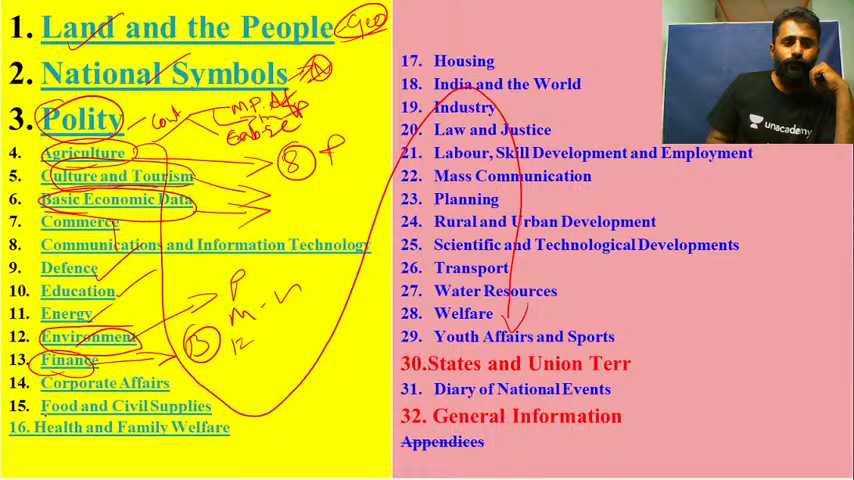 1. Land and the People
Geo
2. National Symbols
N
3. Polity
4. Agriculture
8 P
5. Culture and Tourism
6. Basic Economic Data
7. Commerce
8. Communications and Information Technology
9. Defence
10. Education
P
11. Energy
M
12. Environment
13
12
13. Finance
14. Corporate Affairs
15. Food and Civil Supplies
16. Health and Family Welfare
17. Housing
18. India and the World
19. Industry
20. Law and Justice
21. Labour, Skill Development and Employment
22. Mass Communication
23. Planning
24. Rural and Urban Development
25. Scientific and Technological Developments
26. Transport
27. Water Resources
28. Welfare
29. Youth Affairs and Sports
30.States and Union Terr
31. Diary of National Events
32. General Information
Appendices
unacademy